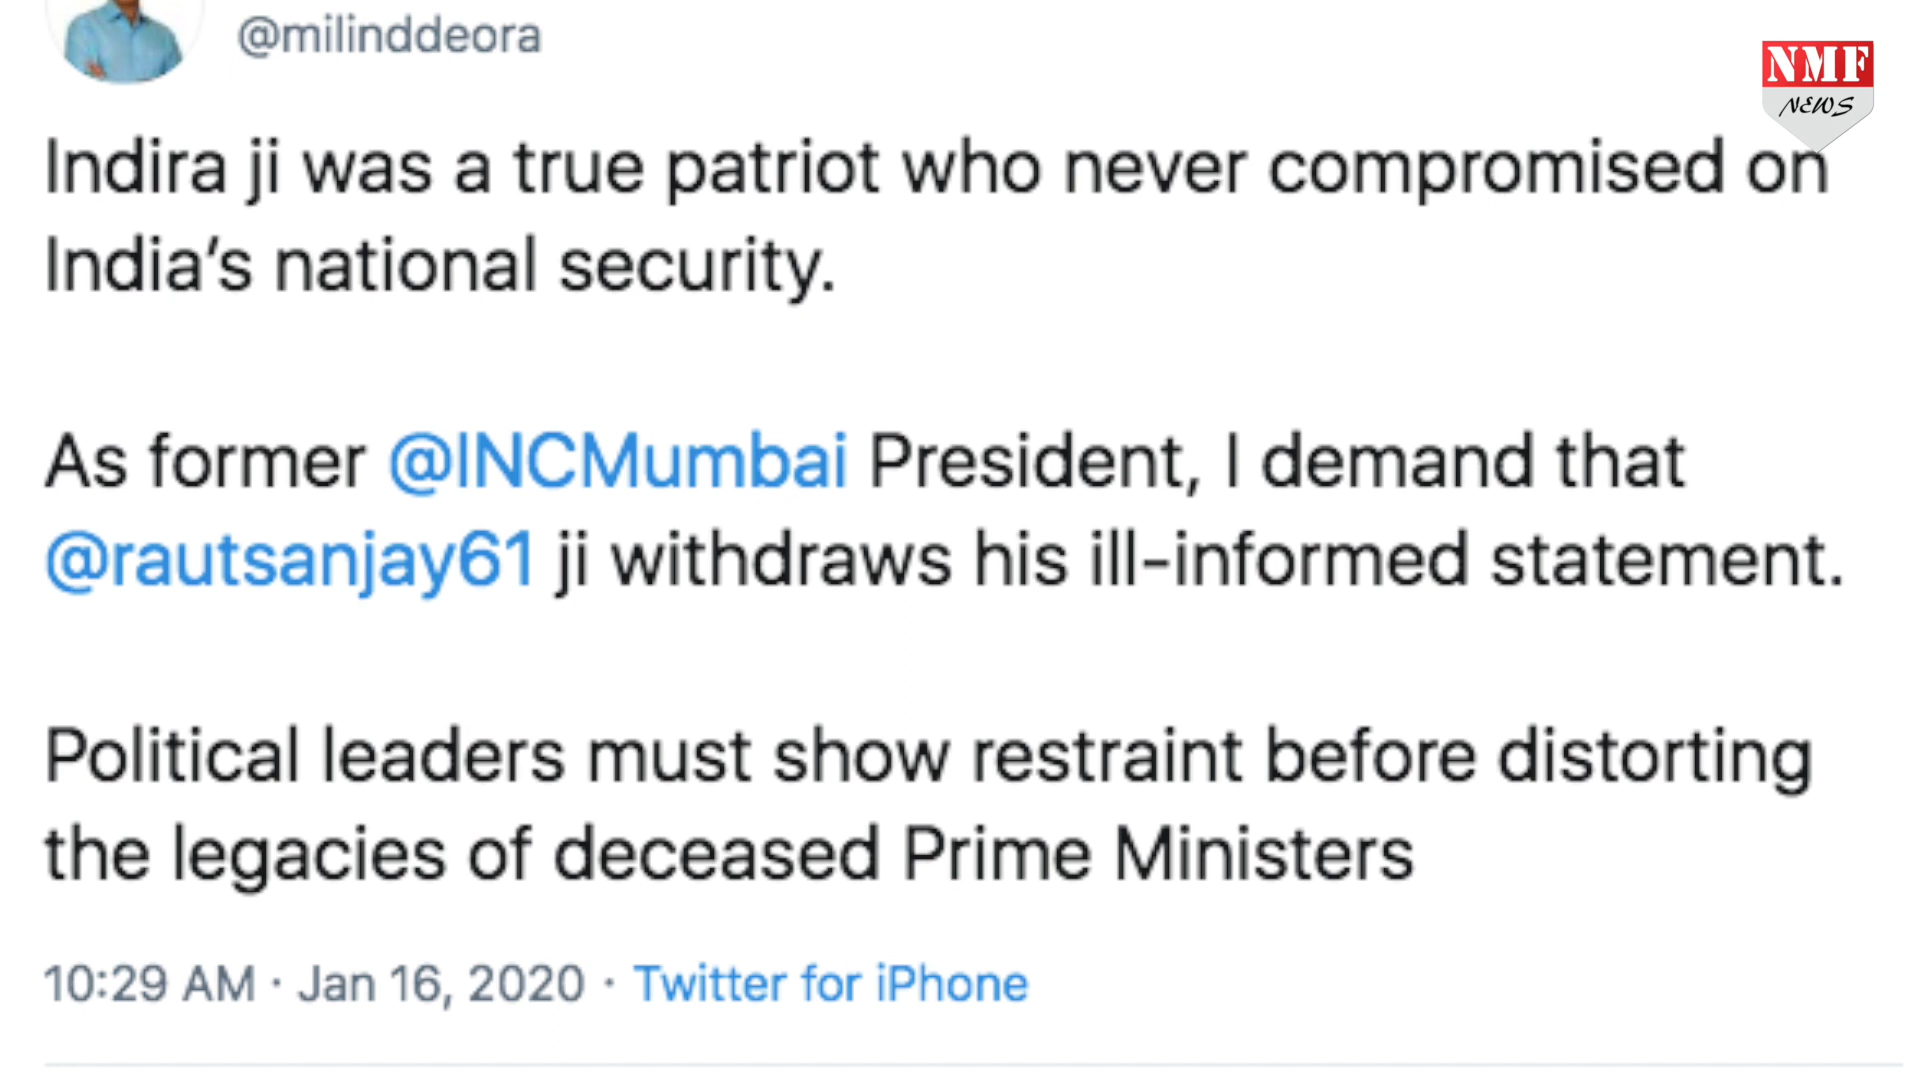 @milinddeora
NMF
NEWS
Indira ji was a true patriot who never compromised on
India’s national security.
As former @INCMumbai President, I demand that
@rautsanjay61 ji withdraws his ill-informed statement.
Political leaders must show restraint before distorting
the legacies of deceased Prime Ministers
10:29 AM · Jan 16, 2020 · Twitter for iPhone